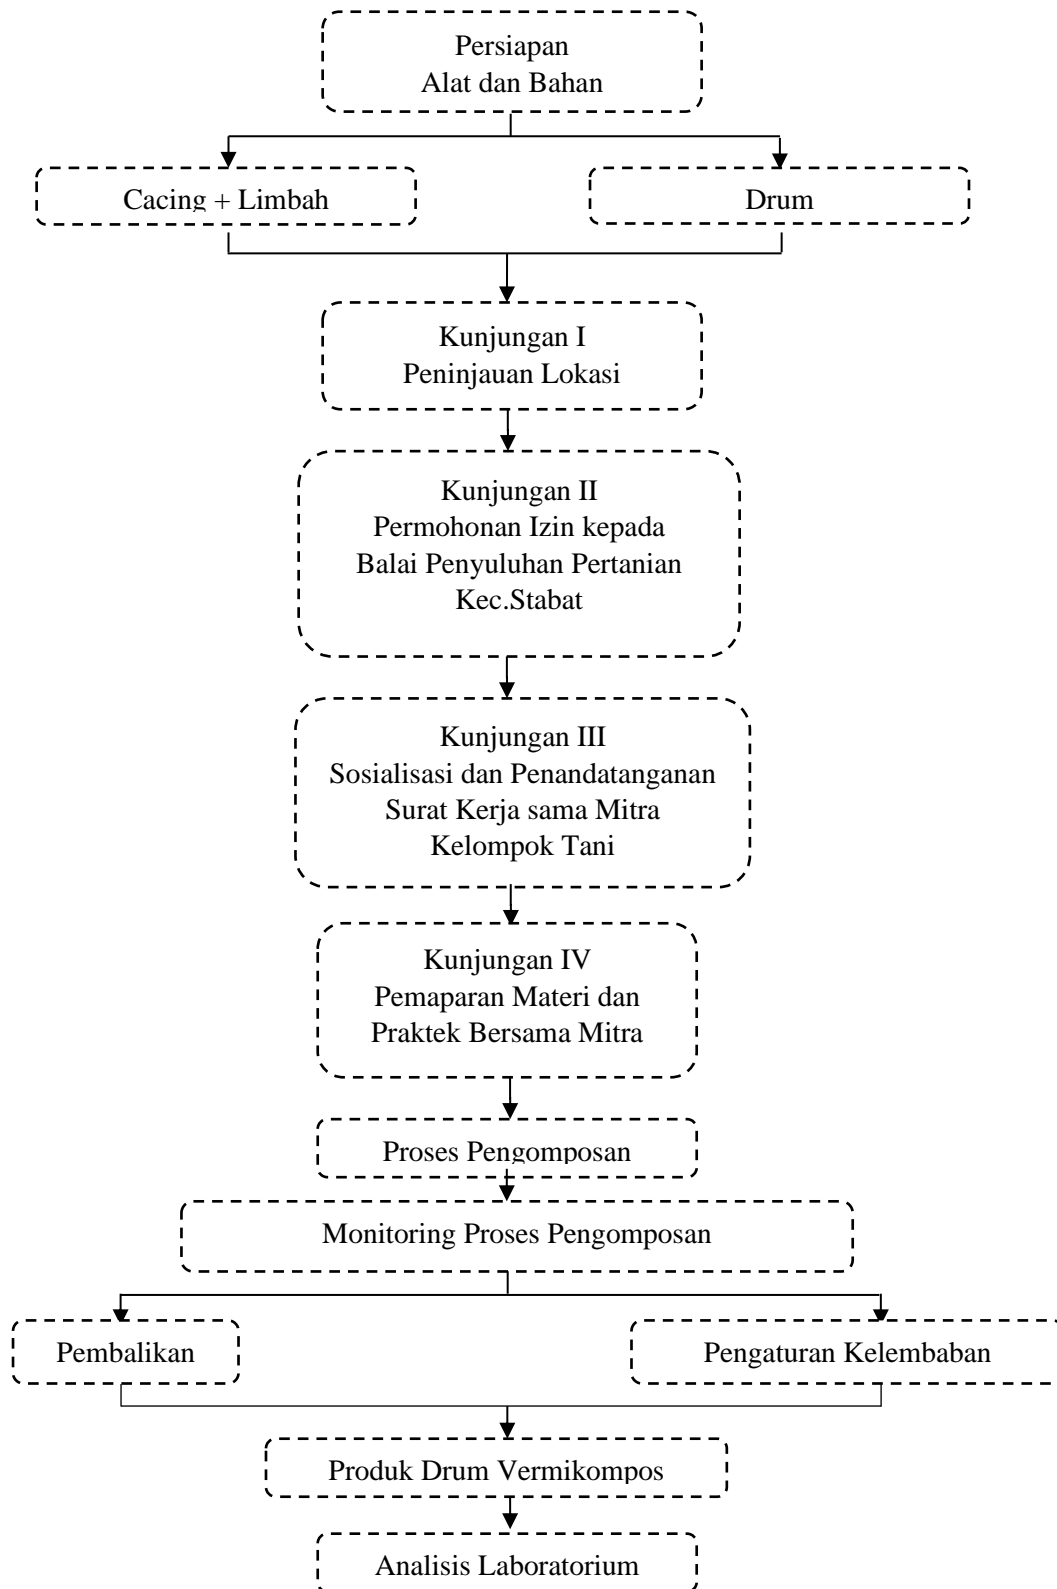 Persiapan
Alat dan Bahan
Cacing + Limbah
Drum
Kunjungan I
Peninjauan Lokasi
Kunjungan II
Permohonan Izin kepada
Balai Penyuluhan Pertanian
Kec.Stabat
Kunjungan III
Sosialisasi dan Penandatanganan
Surat Kerja sama Mitra
Kelompok Tani
Kunjungan IV
Pemaparan Materi dan
Praktek Bersama Mitra
Proses Pengomposan
Monitoring Proses Pengomposan
Pembalikan
Pengaturan Kelembaban
Produk Drum Vermikompos
Analisis Laboratorium